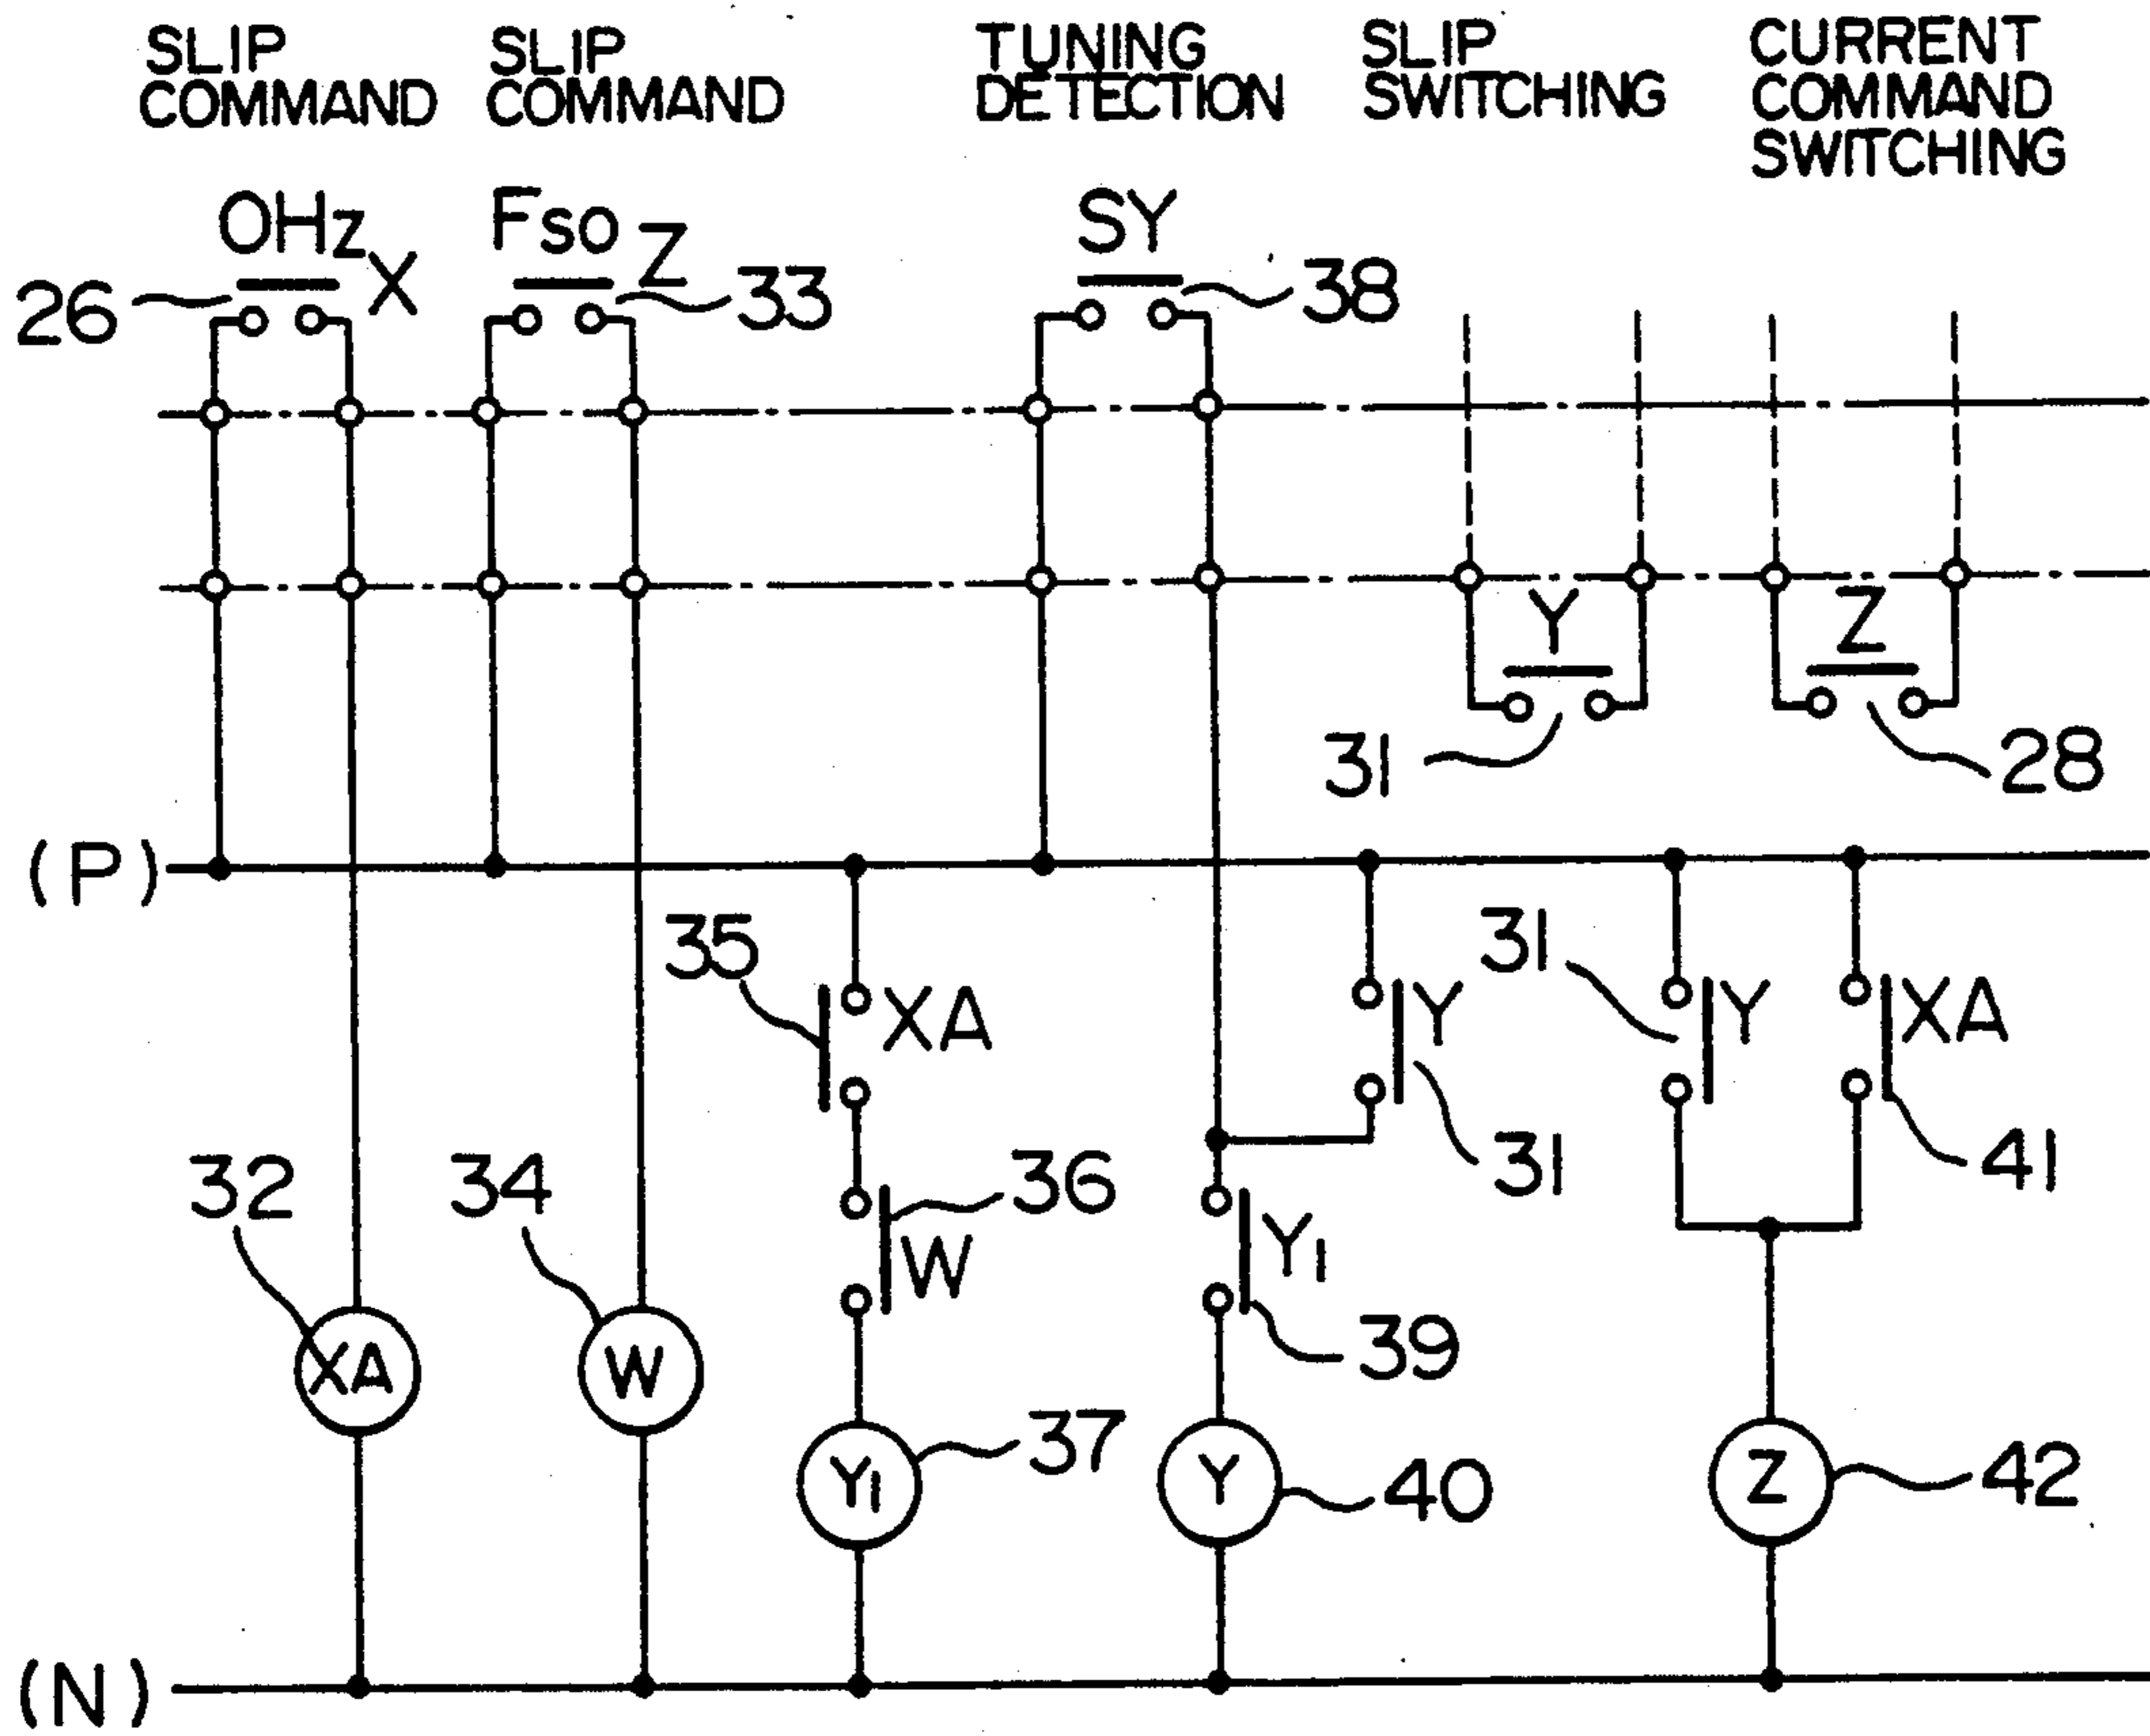 SLIP
COMMAND
SLIP
COMMAND
TUNING
DETECTION
SLIP
SWITCHING
CURRENT
COMMAND
SWITCHING
OHz
X
Fso
Z
SY
26
33
38
Y
Z
31
28
(P)
35
XA
31
Y
Y
XA
32
34
36
W
Y1
31
41
39
XA
W
Y1
37
Y
40
Z
42
(N)